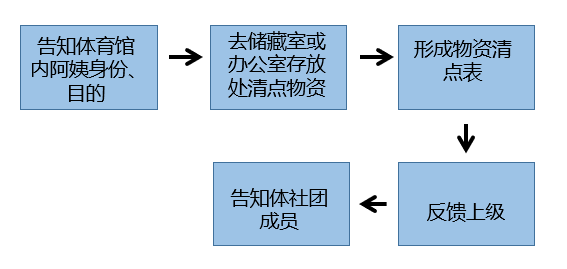 告知体育馆
内阿姨身份、
目的
去储藏室或
办公室存放
处清点物资
形成物资清
点表
反馈上级
告知体社团
成员